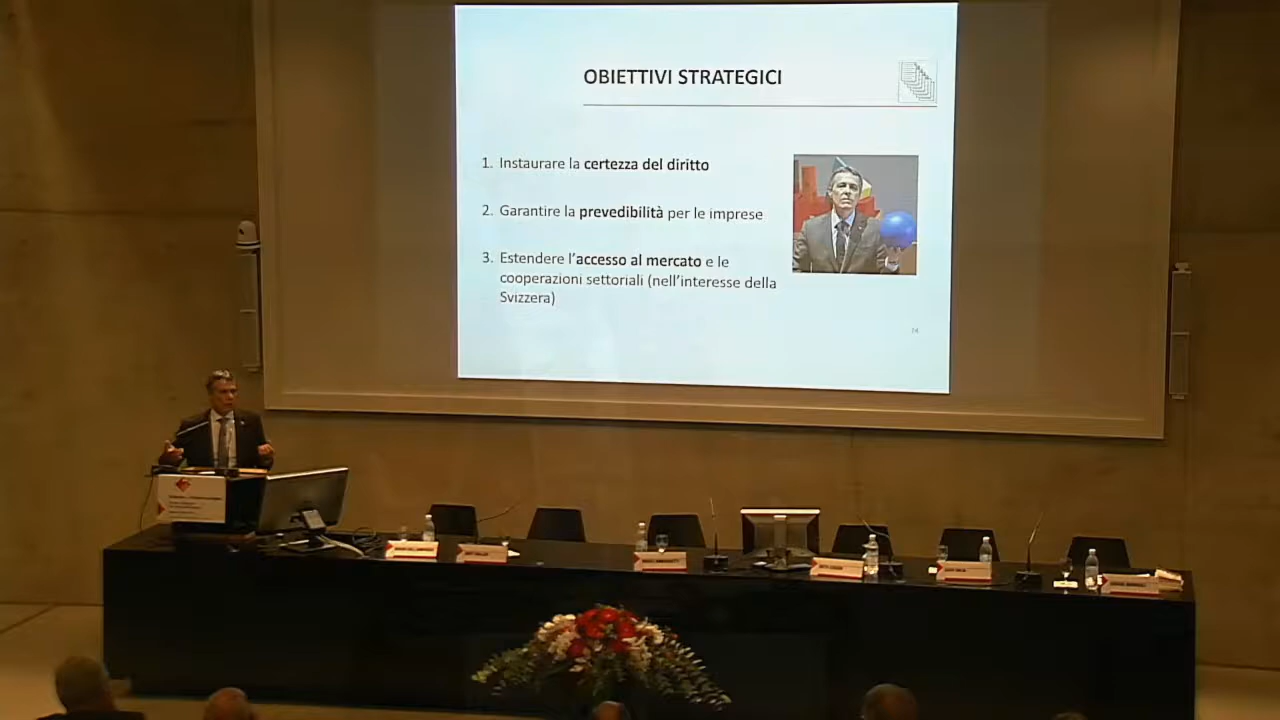 OBIETTIVI STRATEGICI
1. Instaurare la certezza del diritto
2. Garantire la prevedibilità per le imprese
3. Estendere l'accesso al mercato e le
cooperazioni settoriali (nell'interesse della
Svizzera)